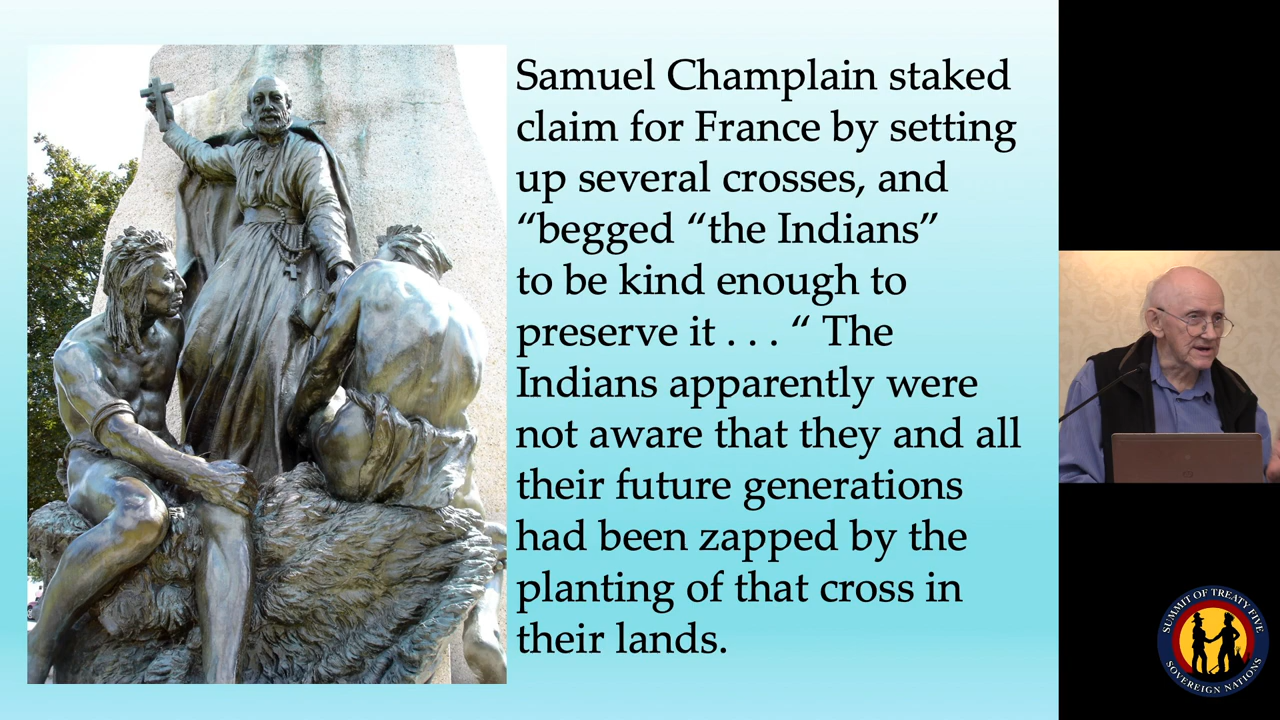 Samuel Champlain staked
claim for France by setting
up several crosses, and
“begged “the Indians”
to be kind enough to
preserve it . . . “ The
Indians apparently were
not aware that they and all
their future generations
had been zapped by the
planting of that cross in
their lands.
SUMMIT OF TREATY FIVE
SOVEREIGN NATIONS